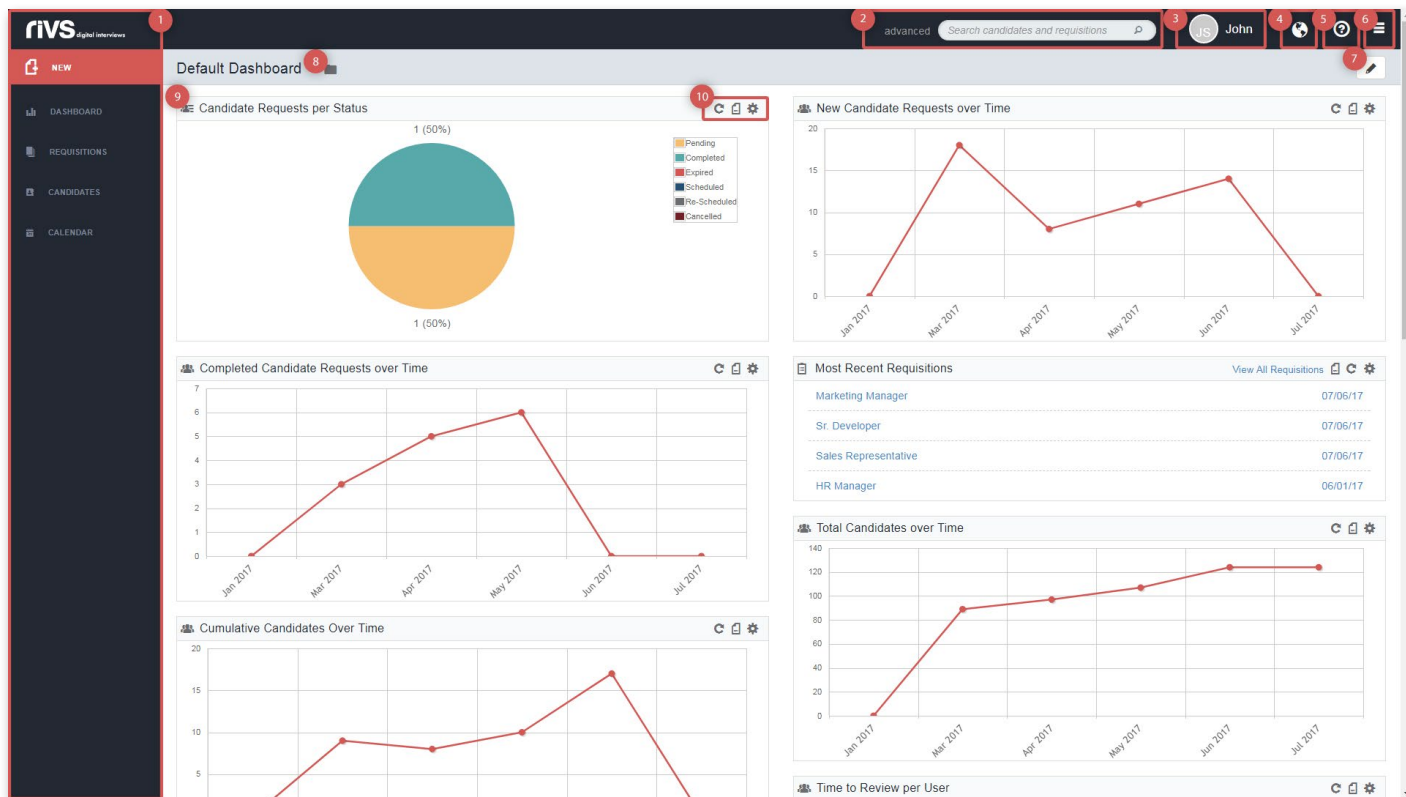 rivs digital interviews
1
2
advanced
Search candidates and requisitions
3
JS
John
4
5
6
NEW
Default Dashboard
8
7
DASHBOARD
REQUISITIONS
CANDIDATES
CALENDAR
9
Candidate Requests per Status
10
1 (50%)
Pending
Completed
Expired
Scheduled
Re-Scheduled
Cancelled
1 (50%)
New Candidate Requests over Time
20
15
10
5
0
Jan 2017
Mar 2017
Apr 2017
May 2017
Jun 2017
Jul 2017
Completed Candidate Requests over Time
7
6
5
4
3
2
1
0
Jan 2017
Mar 2017
Apr 2017
May 2017
Jun 2017
Jul 2017
Most Recent Requisitions
View All Requisitions
Marketing Manager 07/06/17
Sr. Developer 07/06/17
Sales Representative 07/06/17
HR Manager 06/01/17
Total Candidates over Time
140
120
100
80
60
40
20
0
Jan 2017
Mar 2017
Apr 2017
May 2017
Jun 2017
Jul 2017
Cumulative Candidates Over Time
20
15
10
5
Time to Review per User